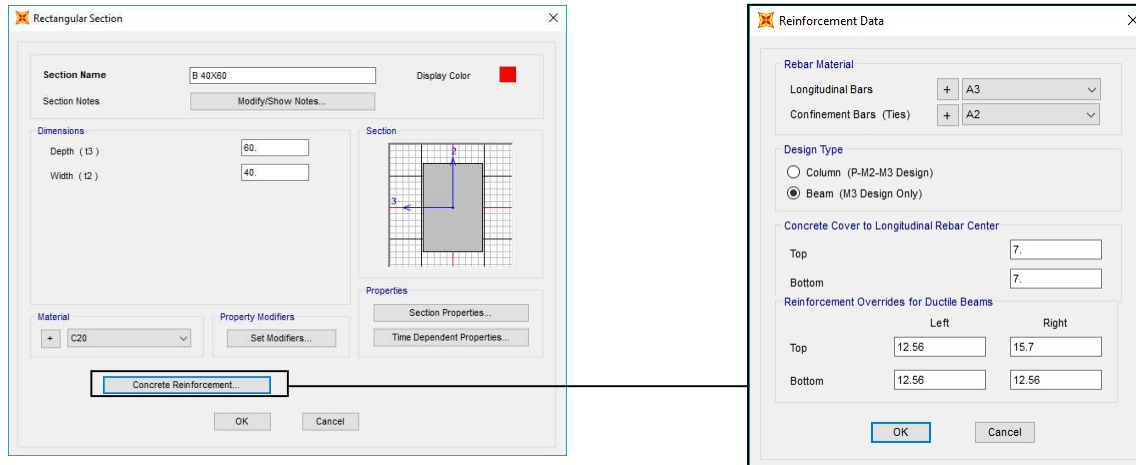 Rectangular Section
Section Name B 40X60 Display Color
Section Notes Modify/Show Notes...
Dimensions
Depth ( t3 ) 60.
Width ( t2 ) 40.
Section
2
3
Properties
Section Properties...
Time Dependent Properties...
Material
+ C20
Property Modifiers
Set Modifiers...
Concrete Reinforcement...
OK Cancel
Reinforcement Data
Rebar Material
Longitudinal Bars + A3
Confinement Bars (Ties) + A2
Design Type
Column (P-M2-M3 Design)
Beam (M3 Design Only)
Concrete Cover to Longitudinal Rebar Center
Top 7.
Bottom 7.
Reinforcement Overrides for Ductile Beams
Left Right
Top 12.56 15.7
Bottom 12.56 12.56
OK Cancel